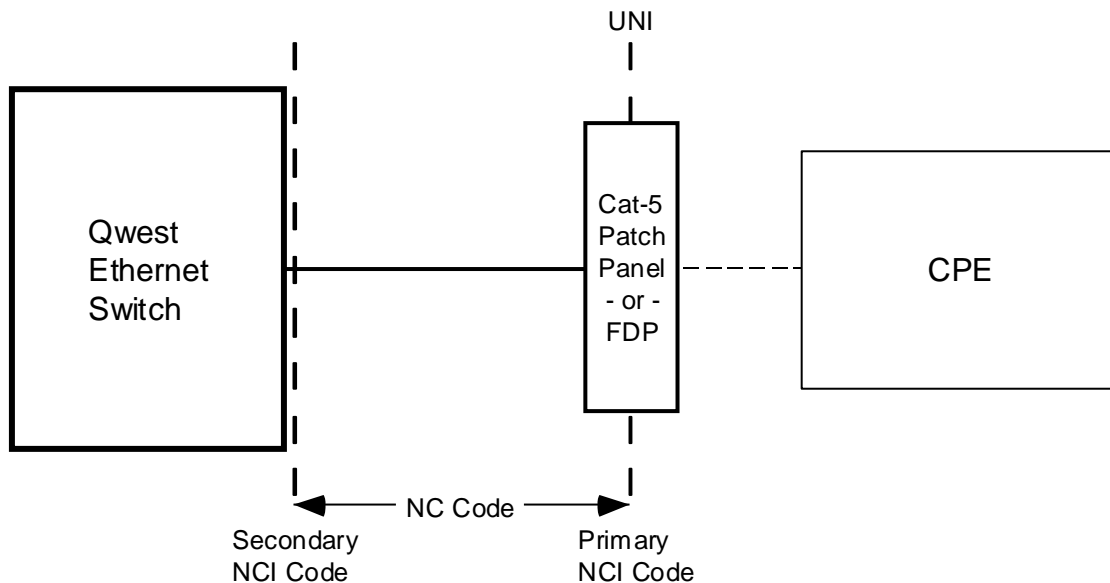 UNI
Qwest
Ethernet
Switch
Cat-5
Patch
Panel
- or -
FDP
CPE
NC Code
Secondary
NCI Code
Primary
NCI Code